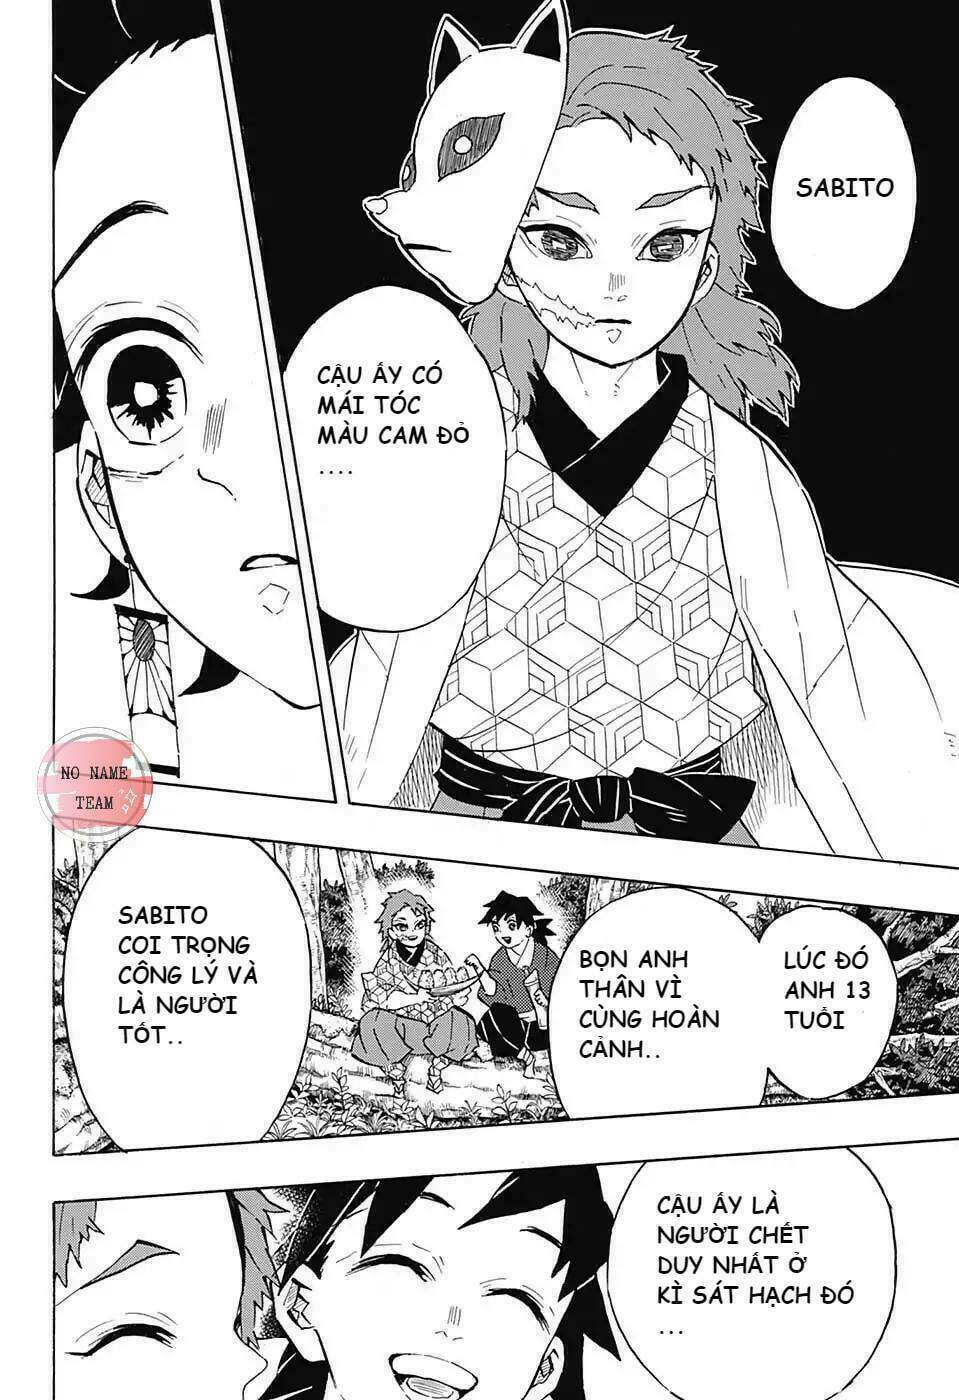 SABITO
CẬU ẤY CÓ
MÁI TÓC
MÀU CAM ĐỎ
....
NO NAME
TEAM
LÚC ĐÓ
ANH 13
TUỔI
BỌN ANH
THÂN VÌ
CÙNG HOÀN
CẢNH..
SABITO
COI TRỌNG
CÔNG LÝ VÀ
LÀ NGƯỜI
TỐT..
CẬU ẤY LÀ
NGƯỜI CHẾT
DUY NHẤT Ở
KÌ SÁT HẠCH ĐÓ
...